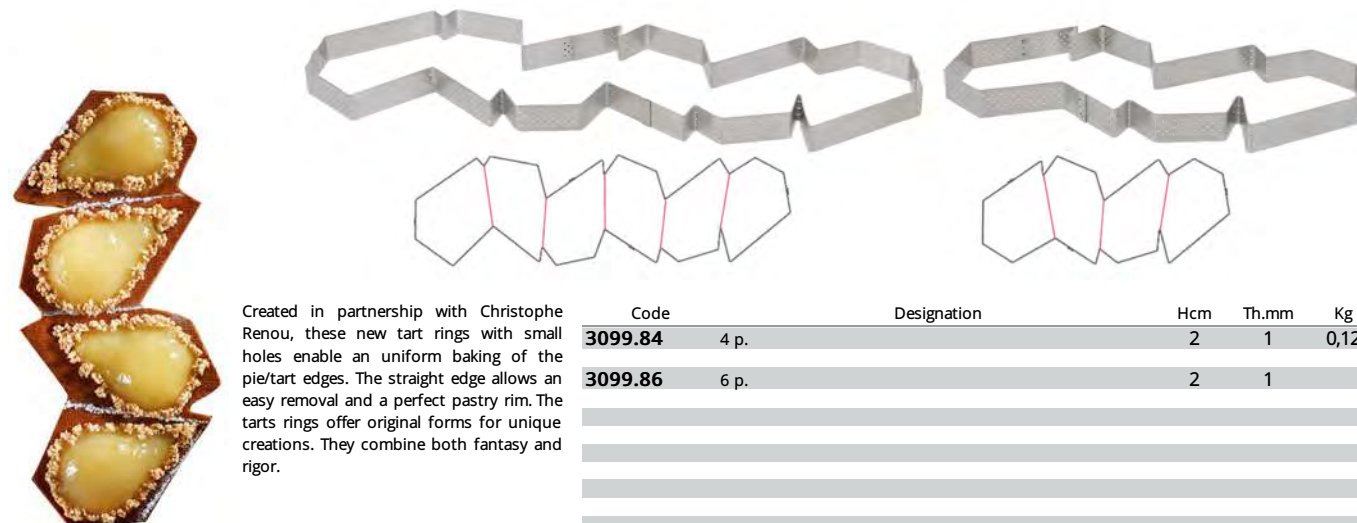 Created in partnership with Christophe
Renou, these new tart rings with small
holes enable an uniform baking of the
pie/tart edges. The straight edge allows an
easy removal and a perfect pastry rim. The
tarts rings offer original forms for unique
creations. They combine both fantasy and
rigor.
Code Designation Hcm Th.mm Kg
3099.84 4 p. 2 1 0,12
3099.86 6 p. 2 1